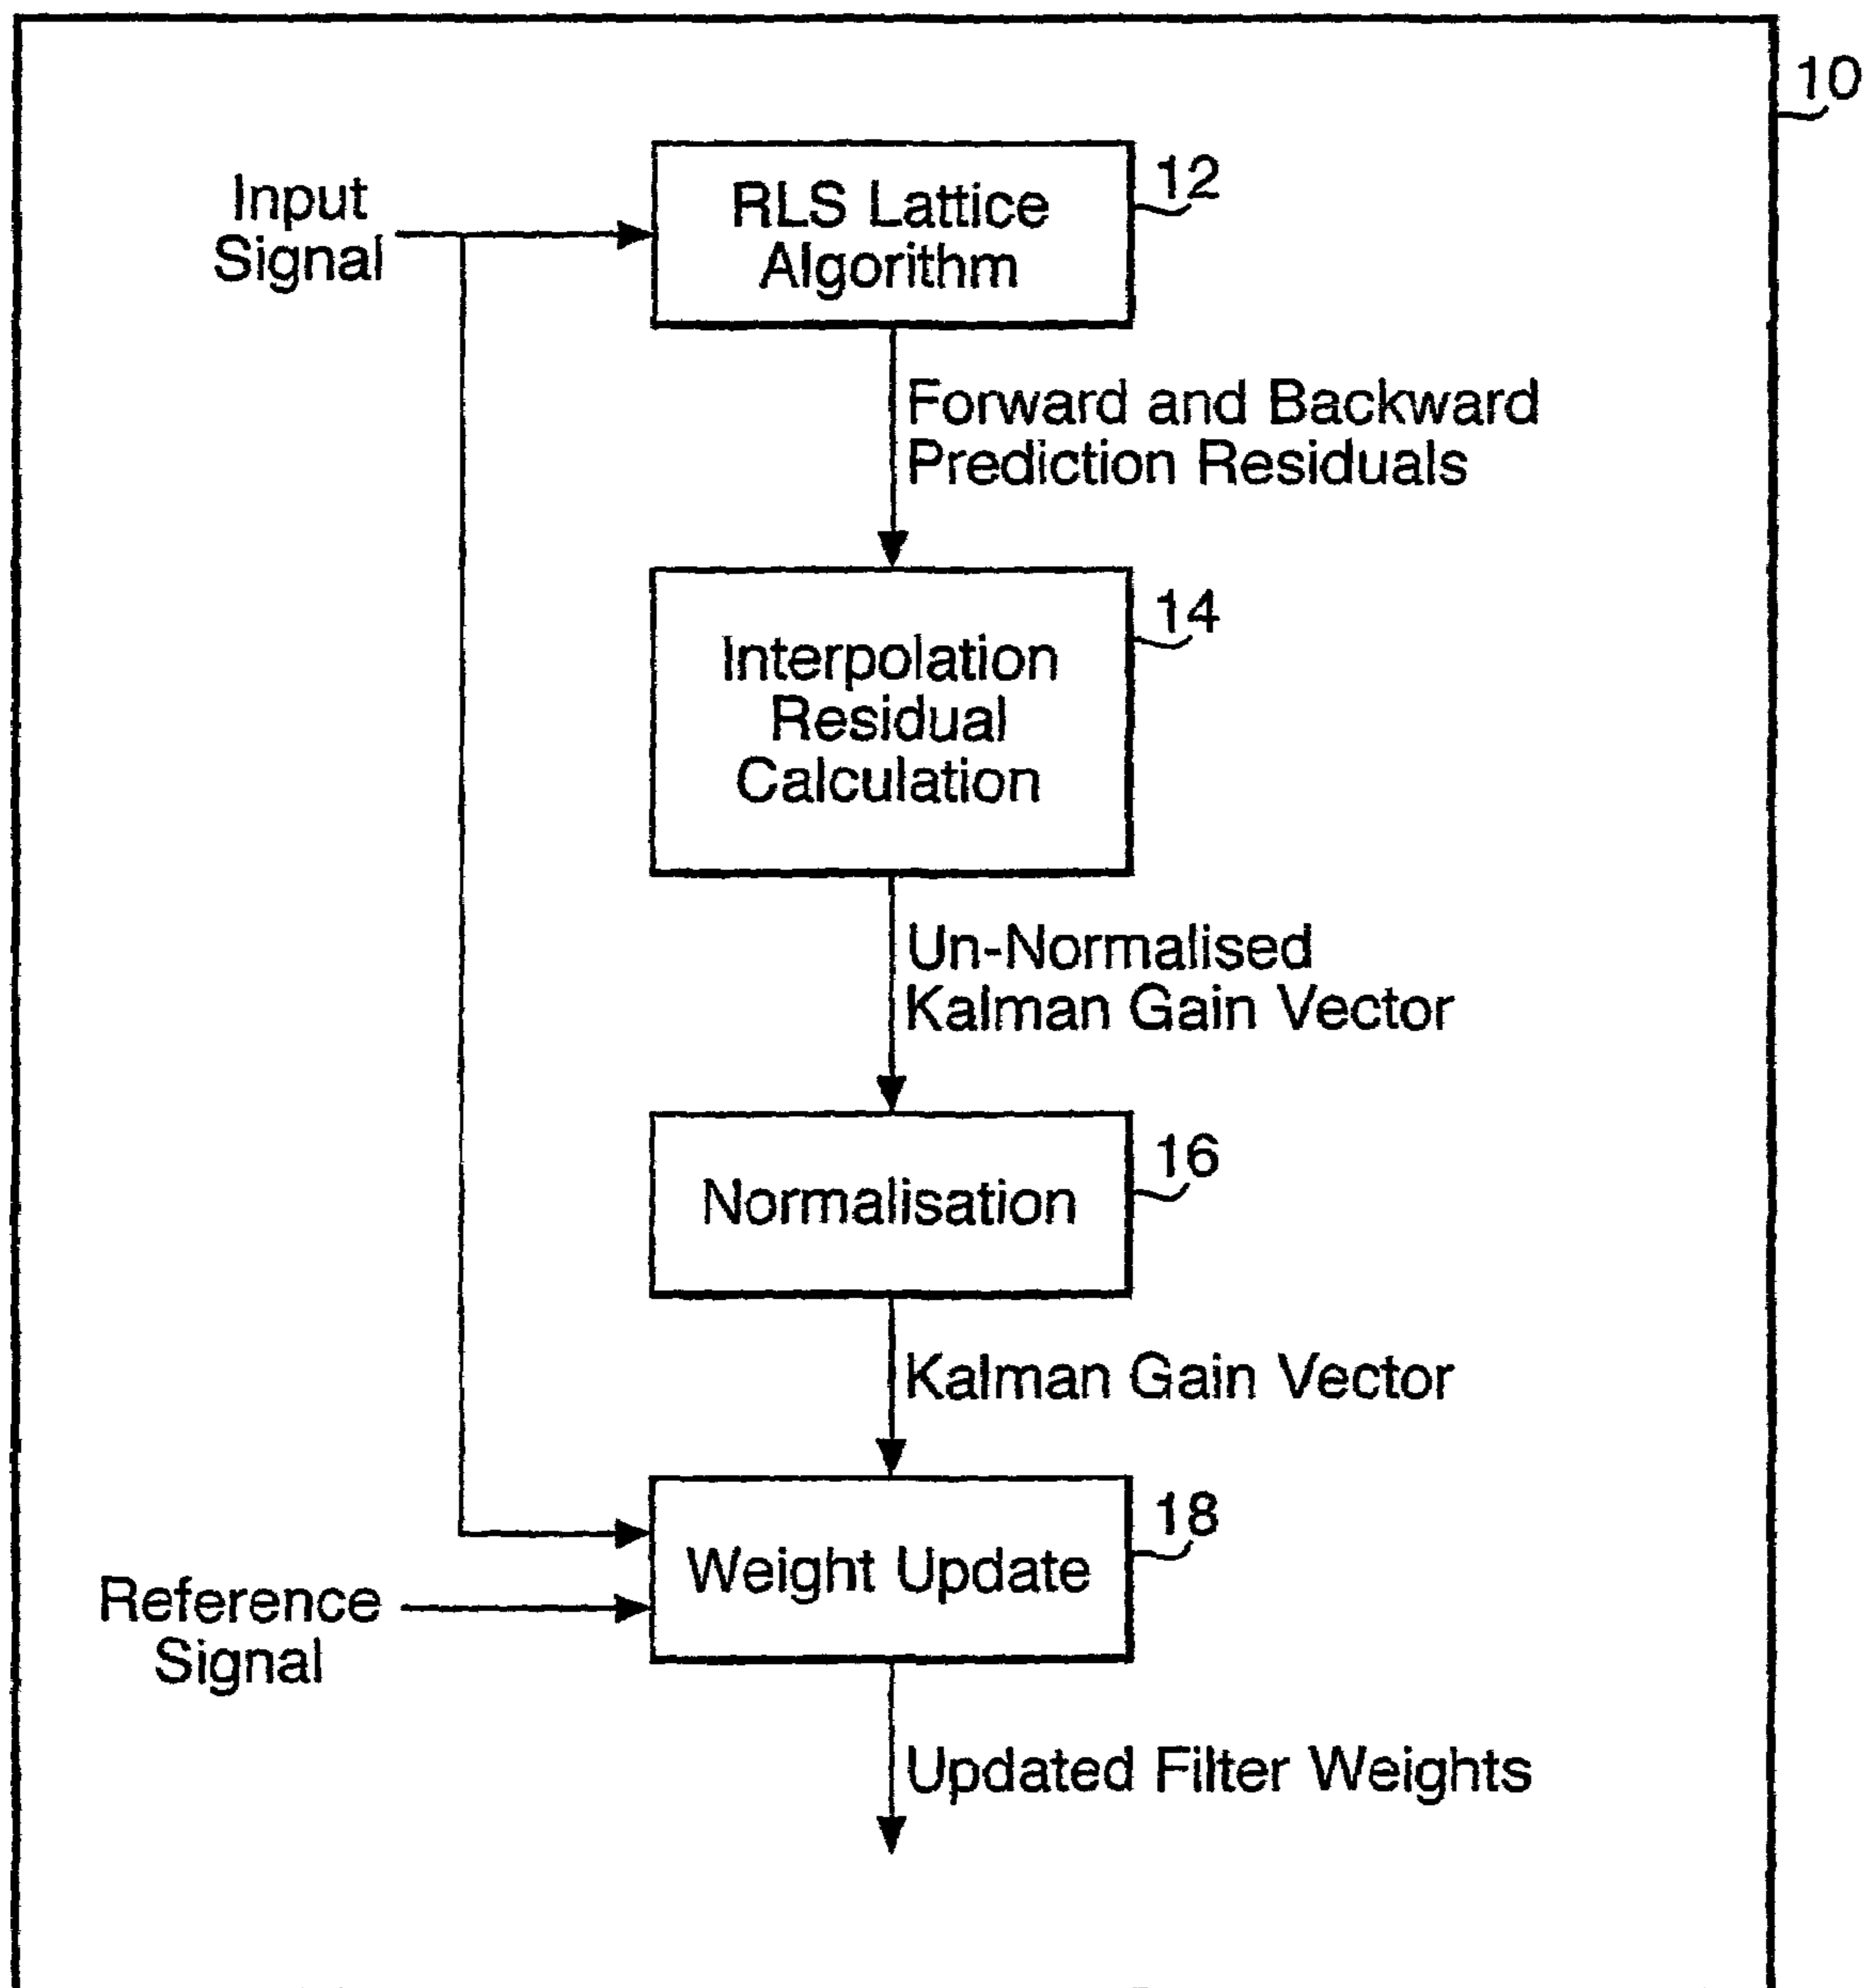 10
Input
Signal
RLS Lattice
Algorithm
12
Forward and Backward
Prediction Residuals
14
Interpolation
Residual
Calculation
Un-Normalised
Kalman Gain Vector
16
Normalisation
Kalman Gain Vector
18
Weight Update
Reference
Signal
Updated Filter Weights